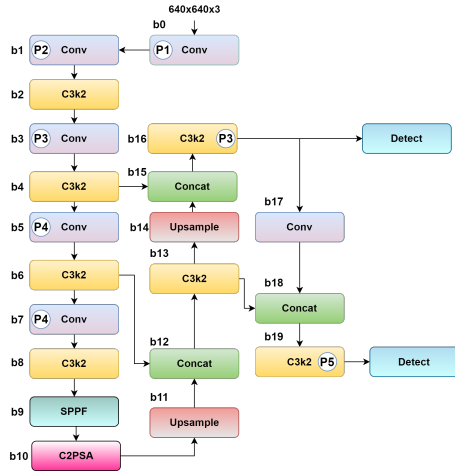 640x640x3
b0
b1 P2 Conv P1 Conv
b2 C3k2
b3 P3 Conv b16 C3k2 P3 Detect
b15
b4 C3k2 Concat
b17
b5 P4 Conv b14 Upsample Conv
b13
b6 C3k2 C3k2 b18
b7 P4 Conv Concat
b12 b19
b8 C3k2 Concat C3k2 P5 Detect
b11
b9 SPPF Upsample
b10 C2PSA